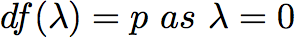 df(λ) = p as λ = 0